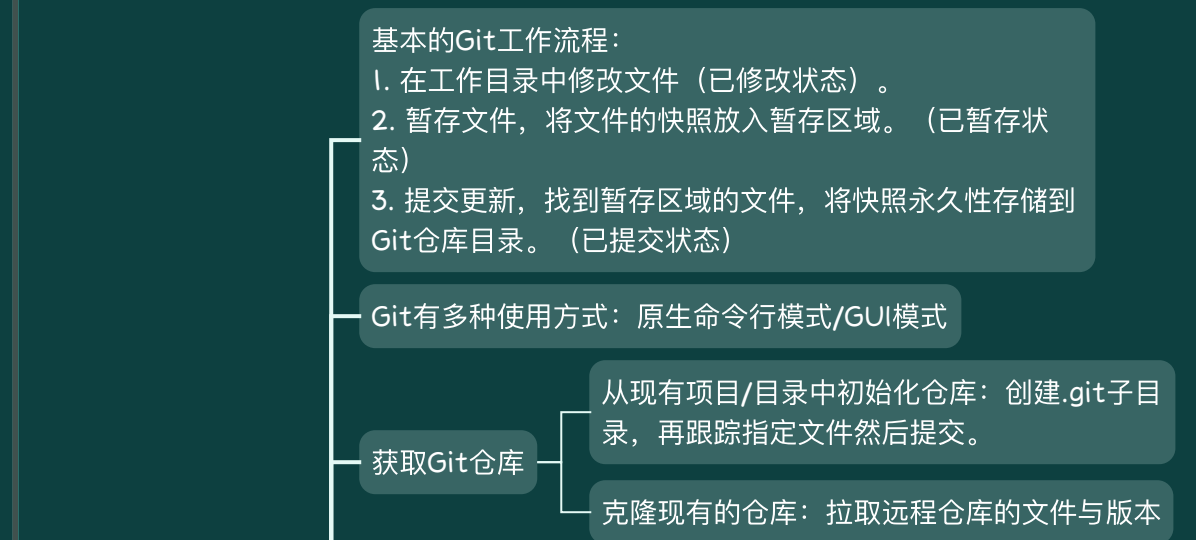 基本的Git工作流程：
1. 在工作目录中修改文件（已修改状态）。
2. 暂存文件，将文件的快照放入暂存区域。（已暂存状
态）
3. 提交更新，找到暂存区域的文件，将快照永久性存储到
Git仓库目录。（已提交状态）
Git有多种使用方式：原生命令行模式/GUI模式
从现有项目/目录中初始化仓库：创建.git子目
录，再跟踪指定文件然后提交。
获取Git仓库
克隆现有的仓库：拉取远程仓库的文件与版本